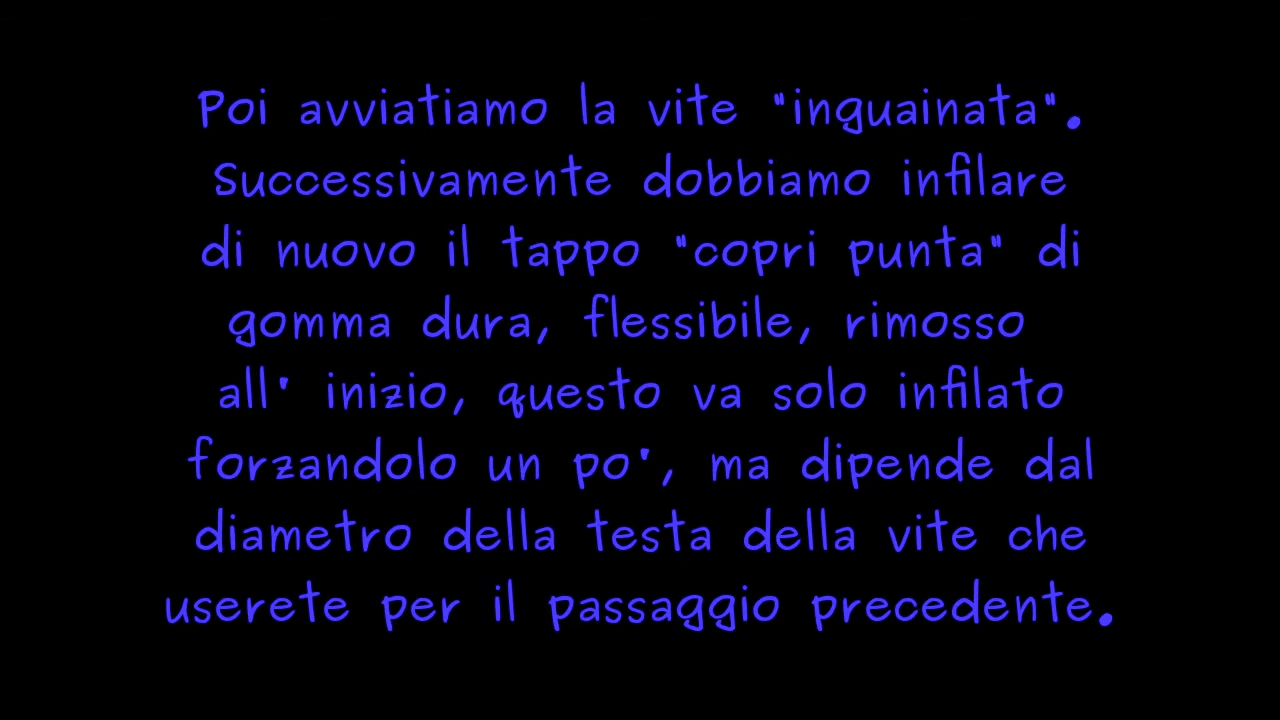 Poi avviatiamo la vite "inguainata".
Successivamente dobbiamo infilare
di nuovo il tappo "copri punta" di
gomma dura, flessibile, rimosso
all' inizio, questo va solo infilato
forzandolo un po', ma dipende dal
diametro della testa della vite che
userete per il passaggio precedente.